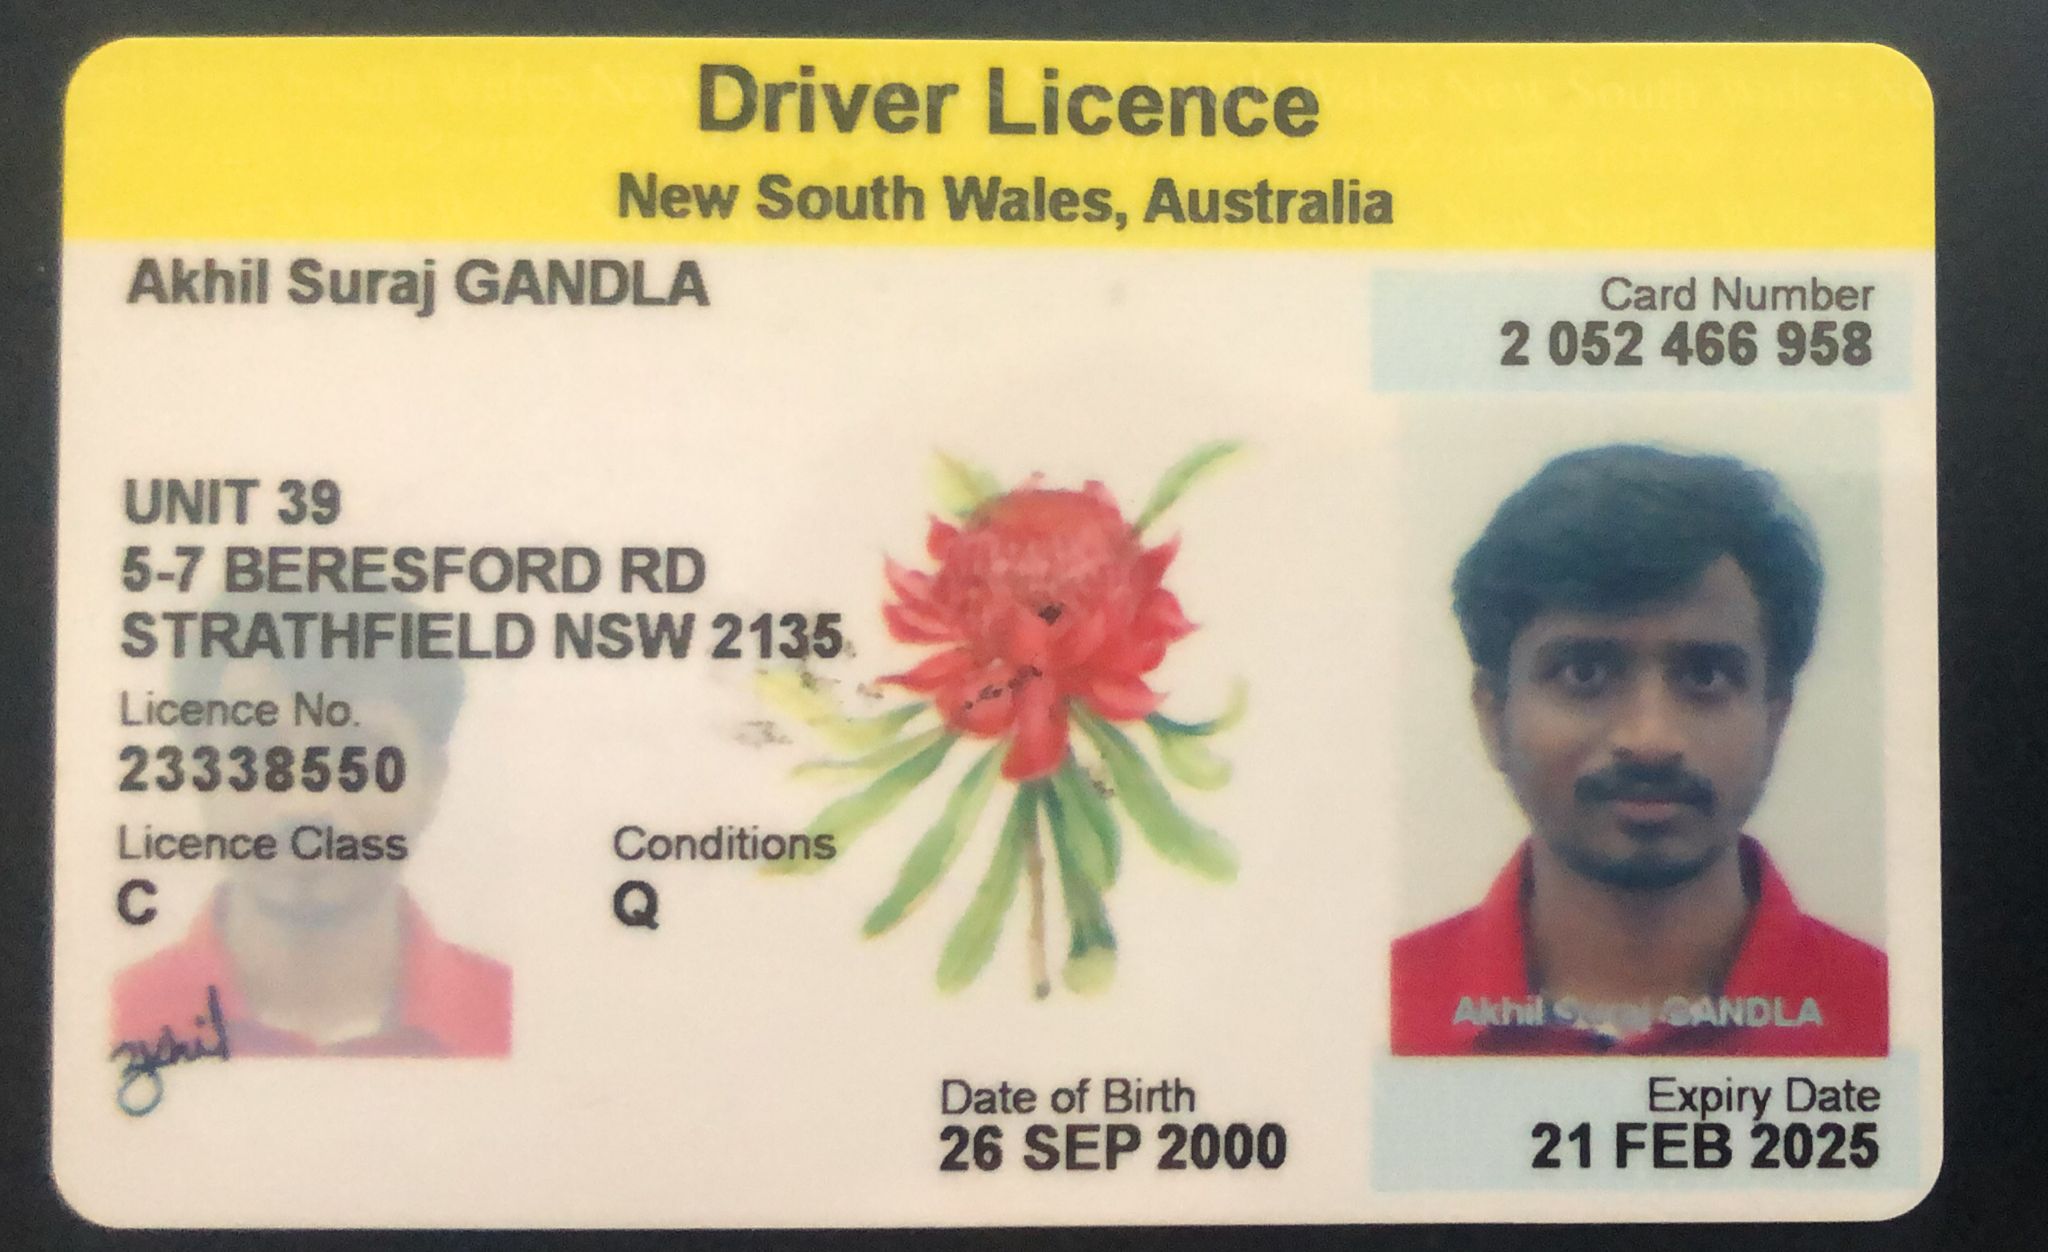 Driver Licence
New South Wales, Australia
Akhil Suraj GANDLA
Card Number
2 052 466 958
UNIT 39
5-7 BERESFORD RD
STRATHFIELD NSW 2135
Licence No.
23338550
Licence Class
C
Conditions
Q
Akhil Suraj GANDLA
Date of Birth
26 SEP 2000
Expiry Date
21 FEB 2025